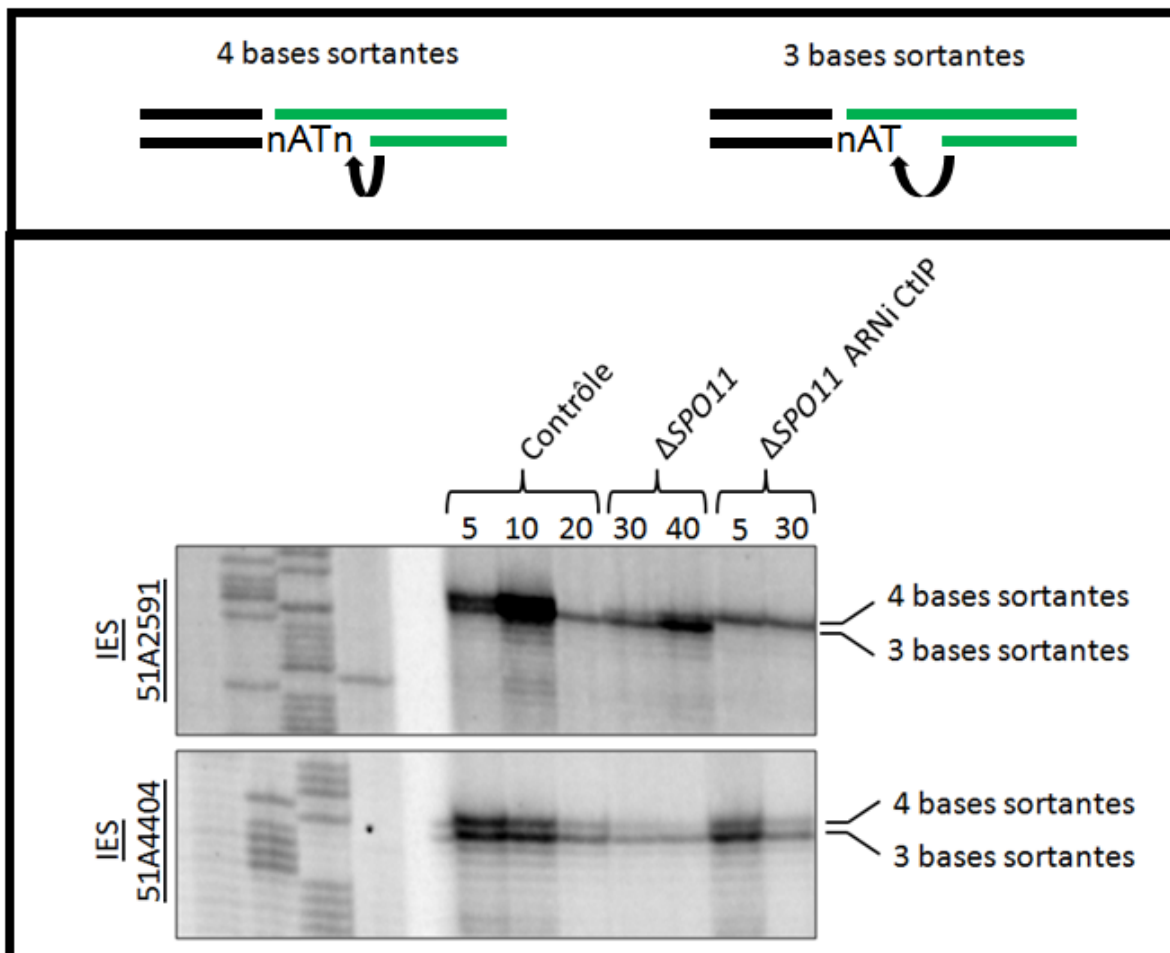 4 bases sortantes
3 bases sortantes
nATn
nAT
Contrôle
ΔSPO11
ΔSPO11 ARNi CtIP
5 10 20 30 40 5 30
IES
51A2591
4 bases sortantes
3 bases sortantes
IES
51A4404
4 bases sortantes
3 bases sortantes